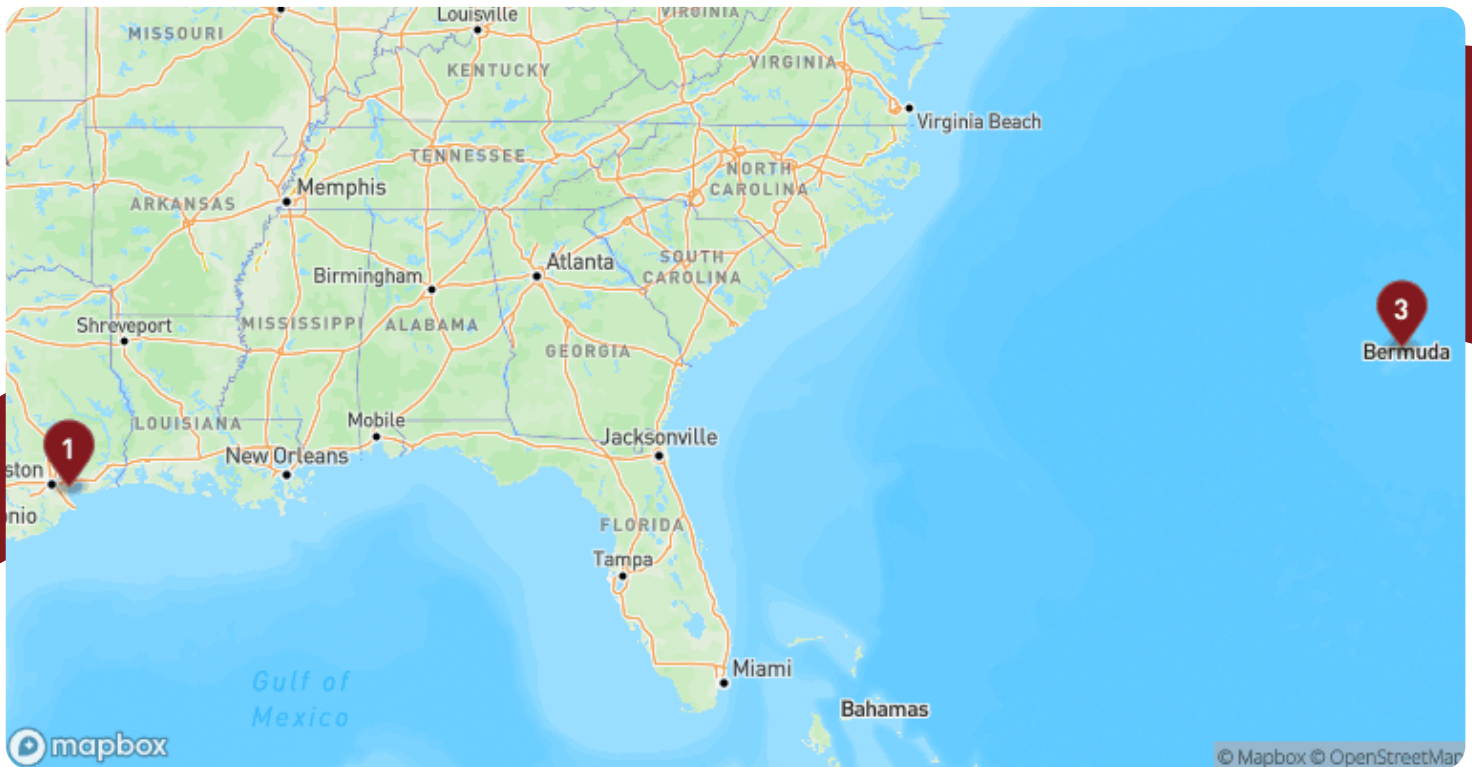 Louisville
VIRGINIA
MISSOURI
KENTUCKY
VIRGINIA
Virginia Beach
TENNESSEE
NORTH
CAROLINA
Memphis
ARKANSAS
Atlanta
SOUTH
CAROLINA
Birmingham
3
Shreveport
MISSISSIPPI
ALABAMA
GEORGIA
Bermuda
LOUISIANA
Mobile
1
Jacksonville
New Orleans
ston
nio
FLORIDA
Tampa
Miami
Gulf of
Mexico
Bahamas
mapbox
© Mapbox © OpenStreetMap